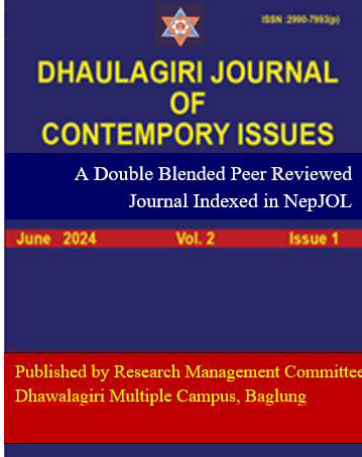 ISSN :2990-7993(p)
DHAULAGIRI JOURNAL
OF
CONTEMPORY ISSUES
A Double Blended Peer Reviewed
Journal Indexed in NepJOL
June 2024 Vol. 2 Issue 1
Published by Research Management Committee
Dhawalagiri Multiple Campus, Baglung